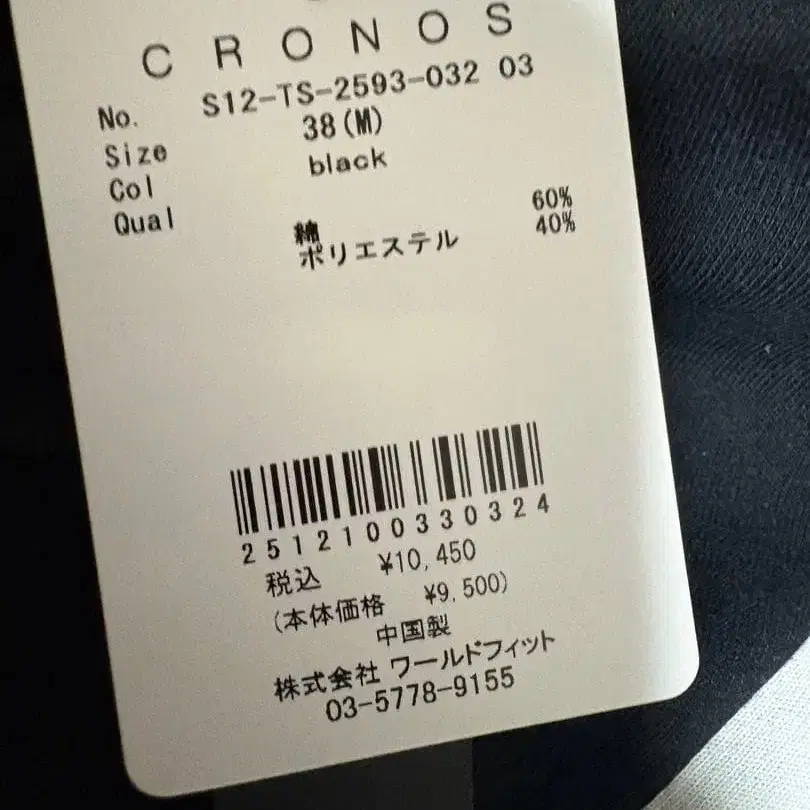 CRONOS
No. S12-TS-2593-032 03
Size 38(M)
Col black
Qual 綿 60%
ポリエステル 40%
2512100330324
税込 ¥10,450
(本体価格 ¥9,500)
中国製
株式会社 ワールドフィット
03-5778-9155